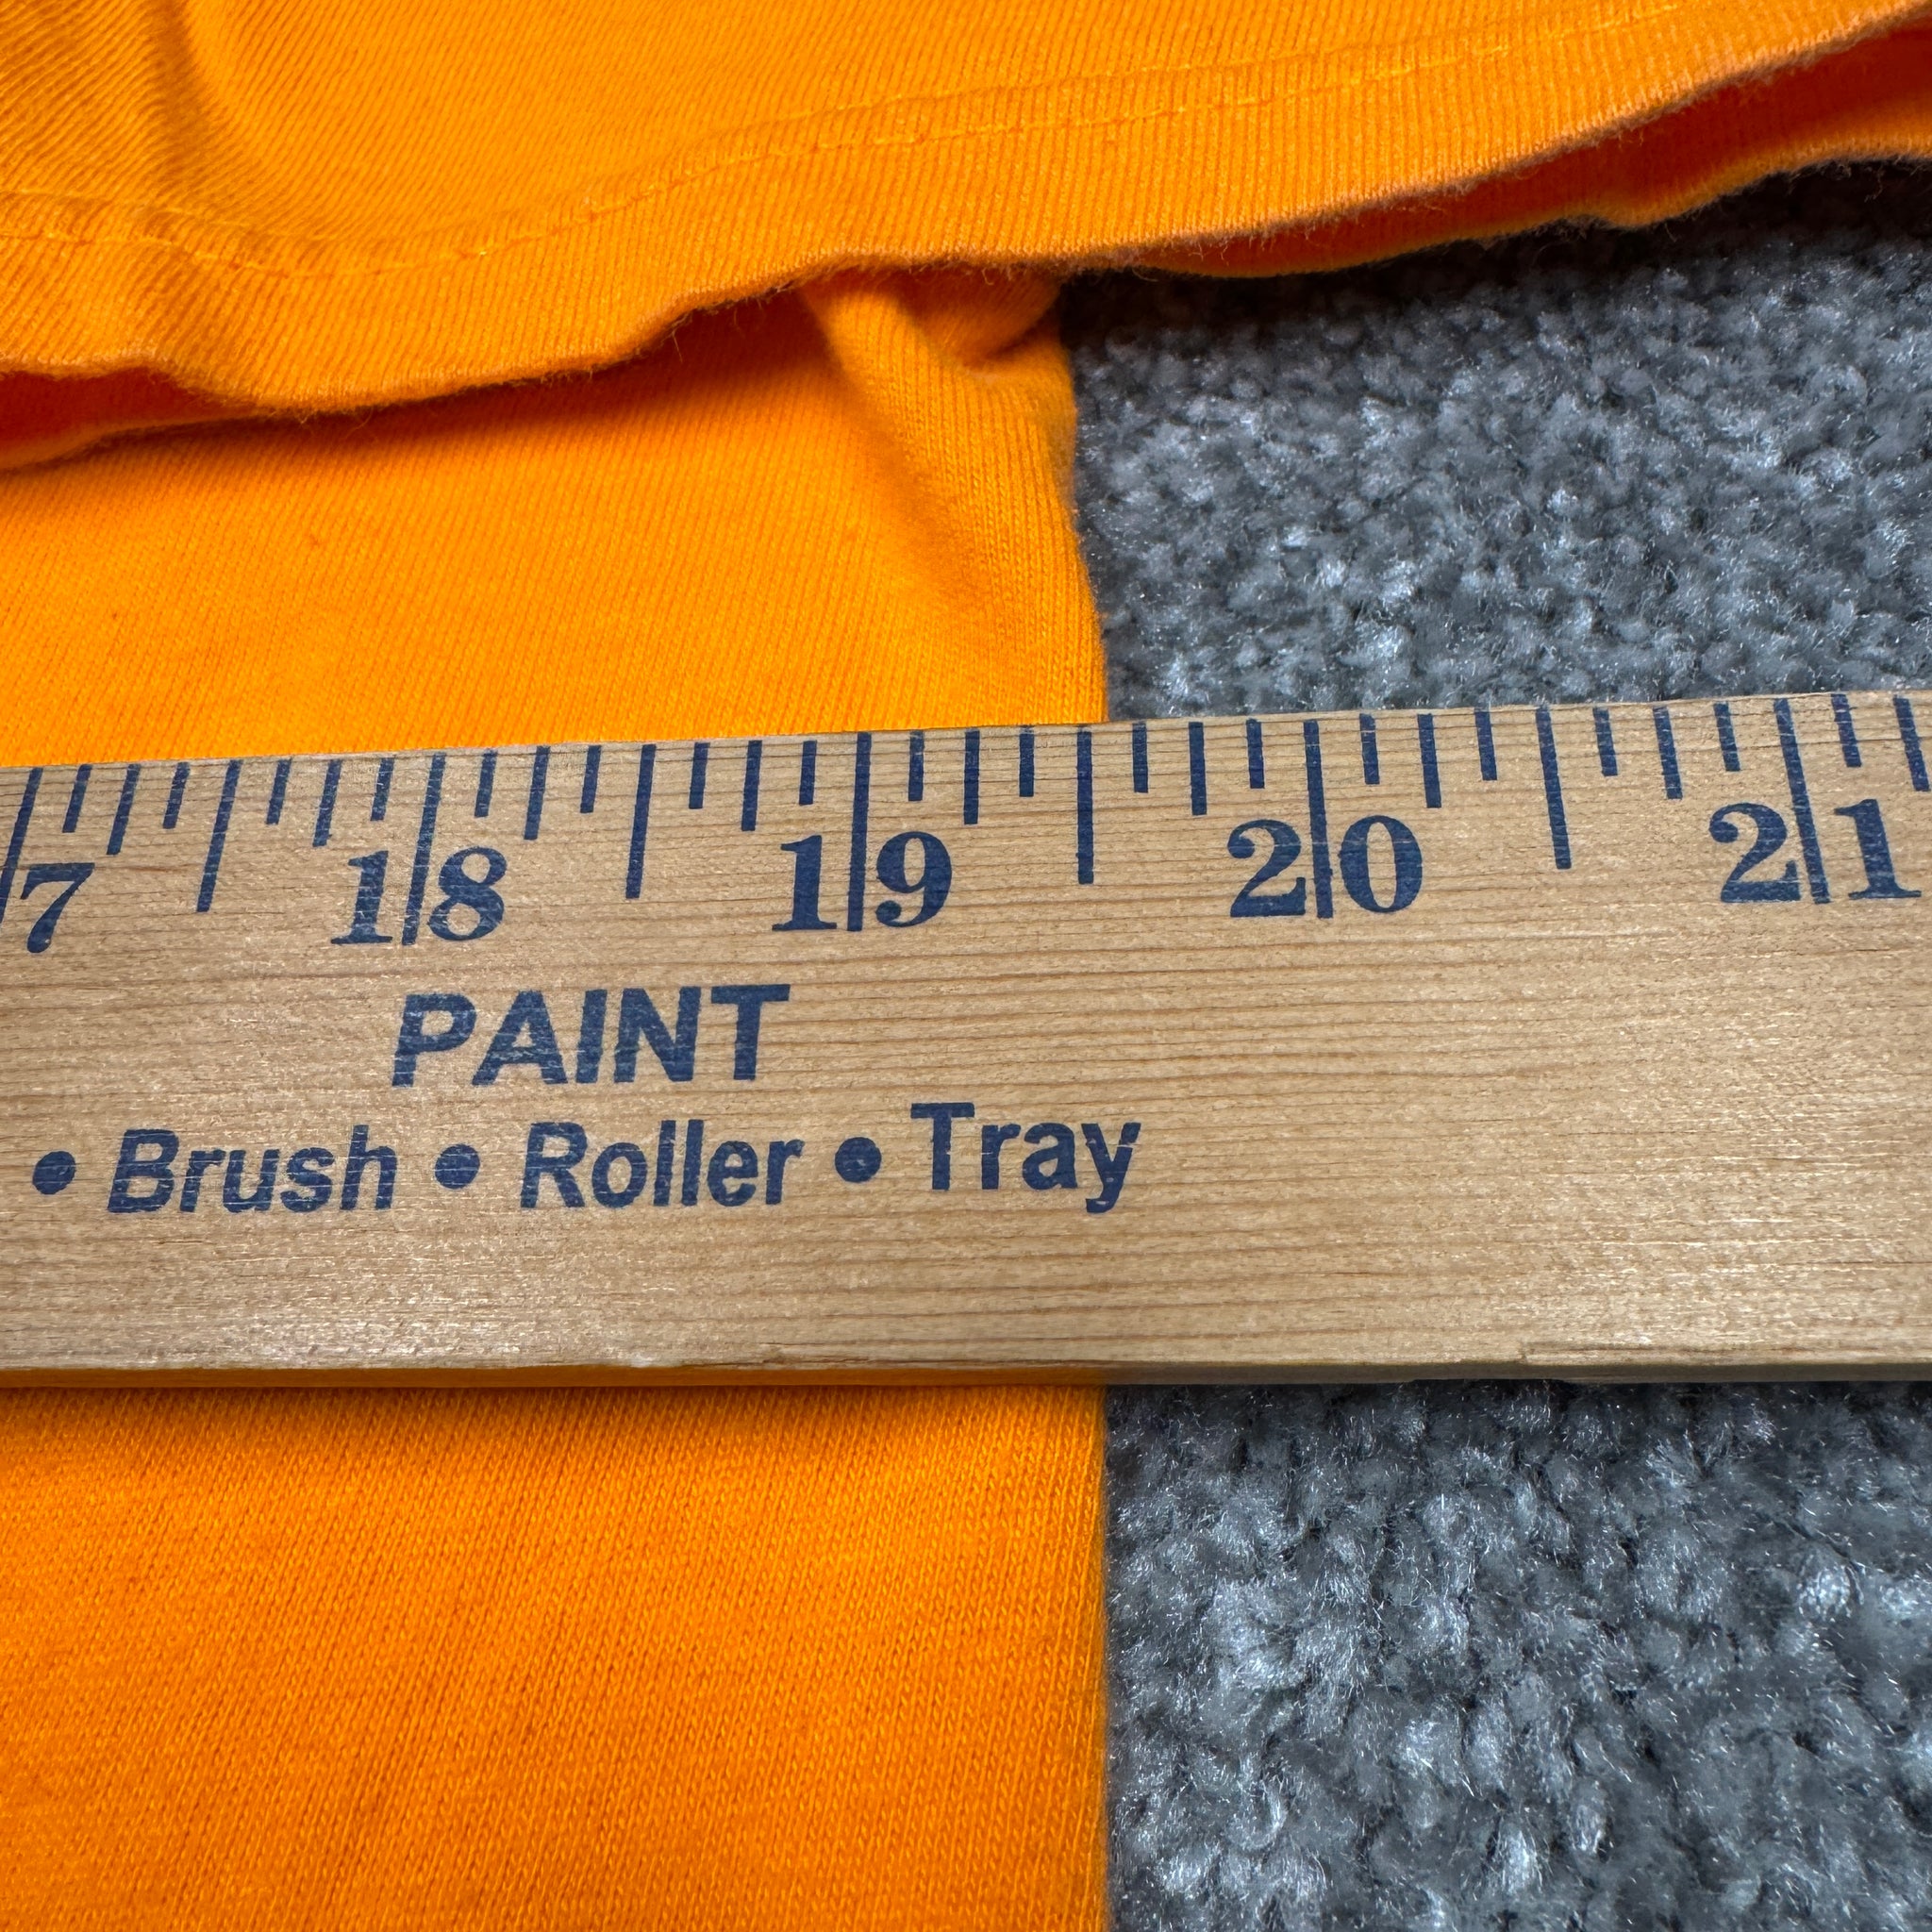 7 18 19 20 21
PAINT
• Brush • Roller • Tray